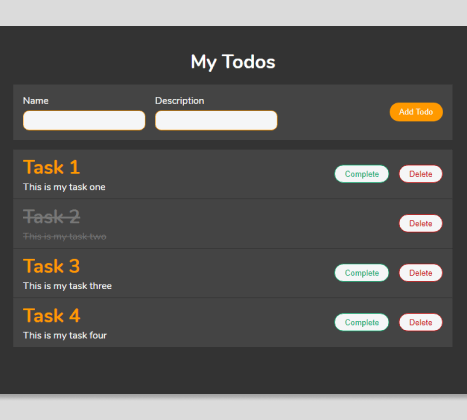 My Todos
Name Description
Add Todo
Task 1
This is my task one
Complete Delete
Task 2
This is my task two
Delete
Task 3
This is my task three
Complete Delete
Task 4
This is my task four
Complete Delete